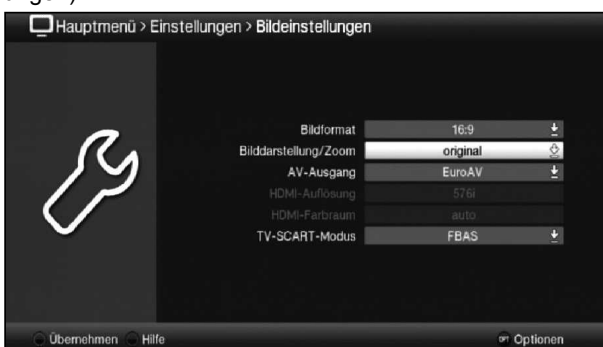 Hauptmenü > Einstellungen > Bildeinstellungen
Bildformat 16:9
Bilddarstellung/Zoom original
AV-Ausgang EuroAV
HDMI-Auflösung 576i
HDMI-Farbraum auto
TV-SCART-Modus FBAS
Übernehmen Hilfe OPT Optionen